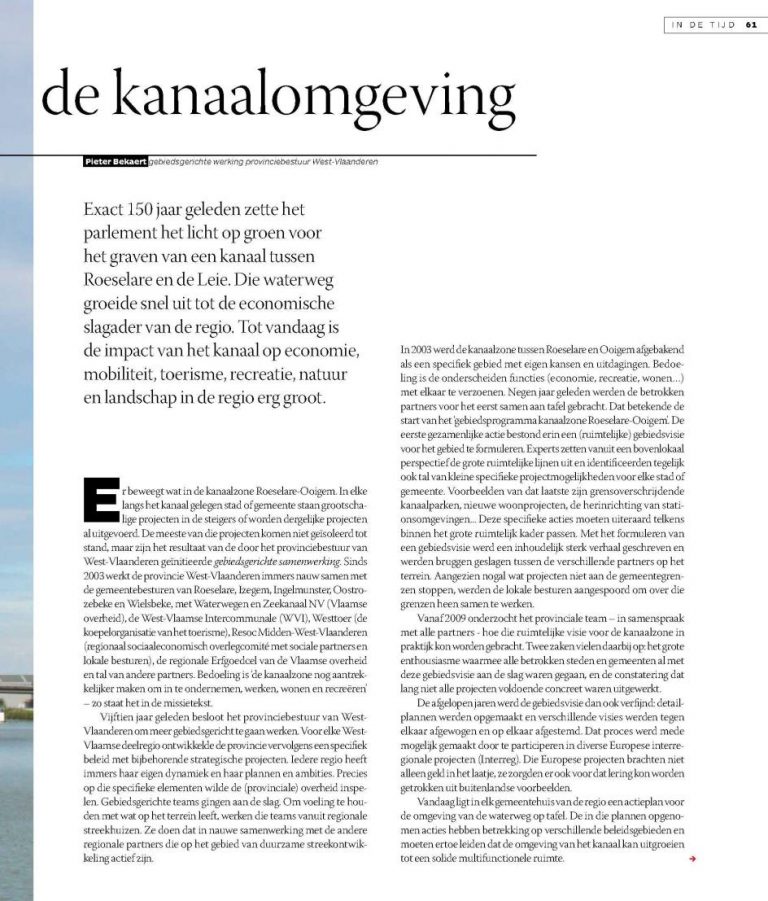 IN DE TIJD 61
de kanaalomgeving
Pieter Bekaert gebiedsgerichte werking provinciebestuur West-Vlaanderen
Exact 150 jaar geleden zette het
parlement het licht op groen voor
het graven van een kanaal tussen
Roeselare en de Leie. Die waterweg
groeide snel uit tot de economische
slagader van de regio. Tot vandaag is
de impact van het kanaal op economie,
mobiliteit, toerisme, recreatie, natuur
en landschap in de regio erg groot.
Er beweegt wat in de kanaalzone Roeselare-Ooigem. In elke
langs het kanaal gelegen stad of gemeente staan grootscha-
lige projecten in de steigers of worden dergelijke projecten
al uitgevoerd. De meeste van die projecten komen niet geïsoleerd tot
stand, maar zijn het resultaat van de door het provinciebestuur van
West-Vlaanderen geïnitieerde gebiedsgerichte samenwerking. Sinds
2003 werkt de provincie West-Vlaanderen immers nauw samen met
de gemeentebesturen van Roeselare, Izegem, Ingelmunster, Oostro-
zebeke en Wielsbeke, met Waterwegen en Zeekanaal NV (Vlaamse
overheid), de West-Vlaamse Intercommunale (WVI), Westtoer (de
koepelorganisatie van het toerisme), Resoc Midden-West-Vlaanderen
(regionaal sociaaleconomisch overlegcomité met sociale partners en
lokale besturen), de regionale Erfgoedcel van de Vlaamse overheid
en tal van andere partners. Bedoeling is 'de kanaalzone nog aantrek-
kelijker maken om in te ondernemen, werken, wonen en recreëren'
– zo staat het in de missietekst.
Vijftien jaar geleden besloot het provinciebestuur van West-
Vlaanderen om meer gebiedsgericht te gaan werken. Voor elke West-
Vlaamse deelregio ontwikkelde de provincie vervolgens een specifiek
beleid met bijbehorende strategische projecten. Iedere regio heeft
immers haar eigen dynamiek en haar plannen en ambities. Precies
op die specifieke elementen wilde de (provinciale) overheid inspe-
len. Gebiedsgerichte teams gingen aan de slag. Om voeling te hou-
den met wat op het terrein leeft, werken die teams vanuit regionale
streekhuizen. Ze doen dat in nauwe samenwerking met de andere
regionale partners die op het gebied van duurzame streekontwik-
keling actief zijn.
In 2003 werd de kanaalzone tussen Roeselare en Ooigem afgebakend
als een specifiek gebied met eigen kansen en uitdagingen. Bedoe-
ling is de onderscheiden functies (economie, recreatie, wonen…)
met elkaar te verzoenen. Negen jaar geleden werden de betrokken
partners voor het eerst samen aan tafel gebracht. Dat betekende de
start van het 'gebiedsprogramma kanaalzone Roeselare-Ooigem'. De
eerste gezamenlijke actie bestond erin een (ruimtelijke) gebiedsvisie
voor het gebied te formuleren. Experts zetten vanuit een bovenlokaal
perspectief de grote ruimtelijke lijnen uit en identificeerden tegelijk
ook tal van kleine specifieke projectmogelijkheden voor elke stad of
gemeente. Voorbeelden van dat laatste zijn grensoverschrijdende
kanaalparken, nieuwe woonprojecten, de herinrichting van stati-
onsomgevingen... Deze specifieke acties moeten uiteraard telkens
binnen het grote ruimtelijk kader passen. Met het formuleren van
een gebiedsvisie werd een inhoudelijk sterk verhaal geschreven en
werden bruggen geslagen tussen de verschillende partners op het
terrein. Aangezien nogal wat projecten niet aan de gemeentegren-
zen stoppen, werden de lokale besturen aangespoord om over die
grenzen heen samen te werken.
Vanaf 2009 onderzocht het provinciale team – in samenspraak
met alle partners - hoe die ruimtelijke visie voor de kanaalzone in
praktijk kon worden gebracht. Twee zaken vielen daarbij op: het grote
enthousiasme waarmee alle betrokken steden en gemeenten al met
deze gebiedsvisie aan de slag waren gegaan, en de constatering dat
lang niet alle projecten voldoende concreet waren uitgewerkt.
De afgelopen jaren werd de gebiedsvisie dan ook verfijnd: detail-
plannen werden opgemaakt en verschillende visies werden tegen
elkaar afgewogen en op elkaar afgestemd. Dat proces werd mede
mogelijk gemaakt door te participeren in diverse Europese interre-
gionale projecten (Interreg). Die Europese projecten brachten niet
alleen geld in het laatje, ze zorgden er ook voor dat lering kon worden
getrokken uit buitenlandse voorbeelden.
Vandaag ligt in elk gemeentehuis van de regio een actieplan voor
de omgeving van de waterweg op tafel. De in die plannen opgeno-
men acties hebben betrekking op verschillende beleidsgebieden en
moeten ertoe leiden dat de omgeving van het kanaal kan uitgroeien
tot een solide multifunctionele ruimte.